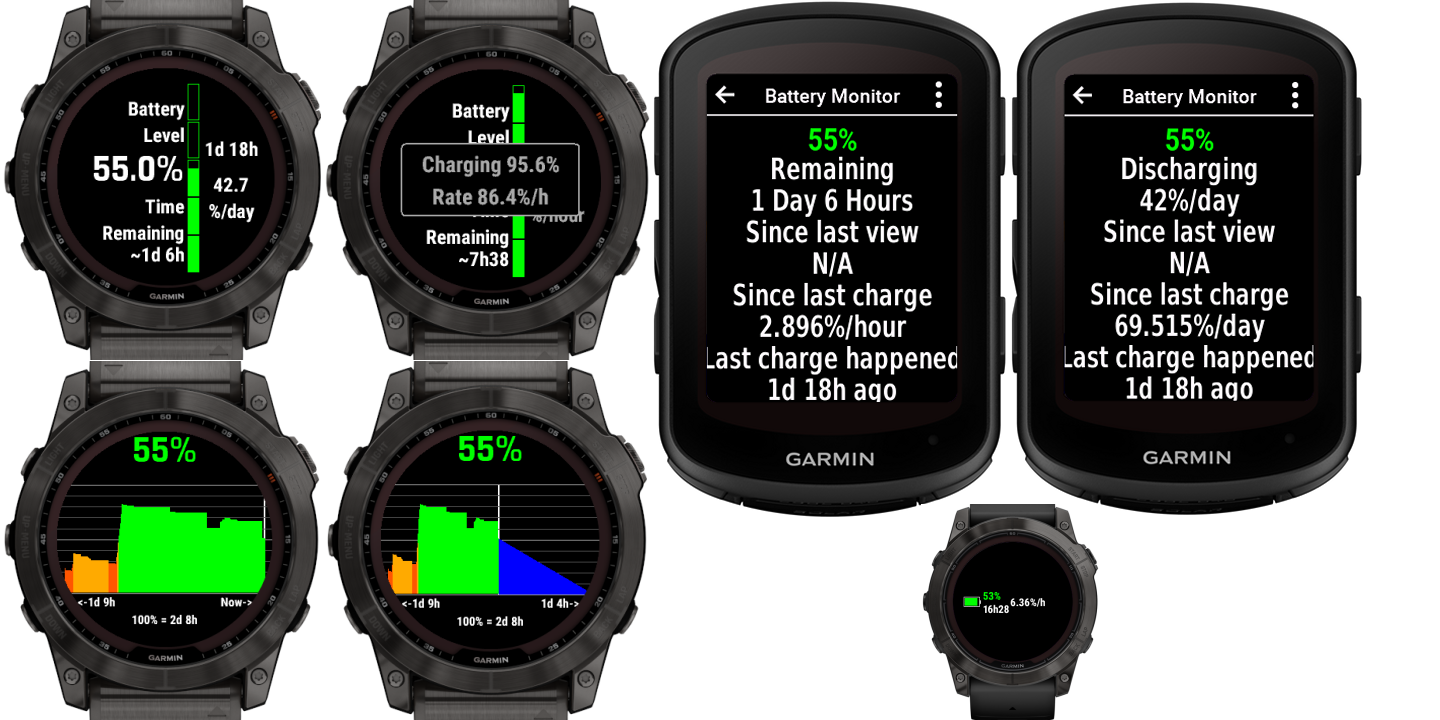 Battery
Level
55.0%
Time
Remaining
~1d 6h
1d 18h
42.7
%/day
GARMIN
Battery
Level
Charging 95.6%
Rate 86.4%/h
%/hour
Remaining
~7h38
GARMIN
Battery Monitor
55%
Remaining
1 Day 6 Hours
Since last view
N/A
Since last charge
2.896%/hour
Last charge happened
1d 18h ago
GARMIN
Battery Monitor
55%
Discharging
42%/day
Since last view
N/A
Since last charge
69.515%/day
Last charge happened
1d 18h ago
GARMIN
55%
<-1d 9h
Now->
100% = 2d 8h
GARMIN
55%
<-1d 9h
1d 4h->
100% = 2d 8h
GARMIN
53%
16h28
6.36%/h
GARMIN